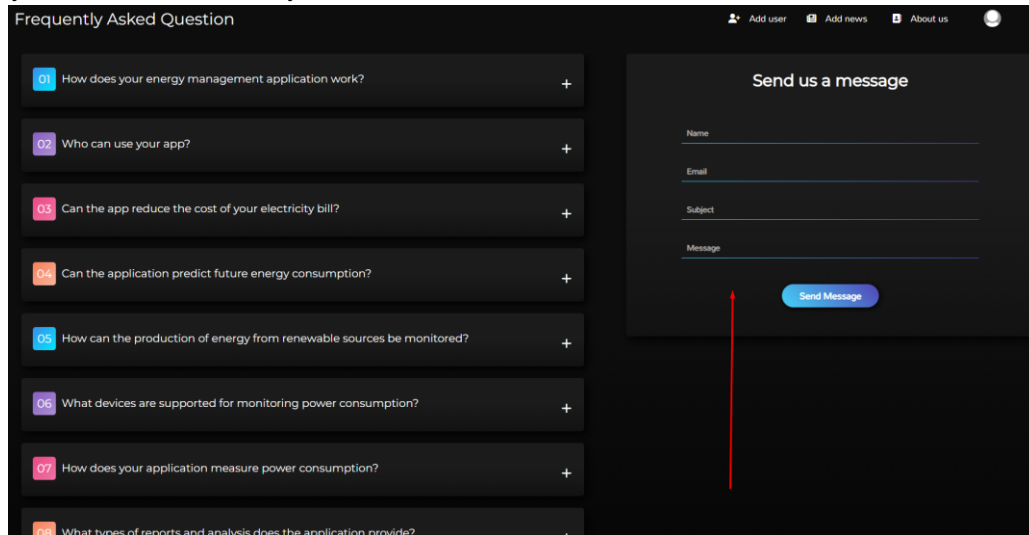 Frequently Asked Question
Add user
Add news
About us
01 How does your energy management application work? +
02 Who can use your app? +
03 Can the app reduce the cost of your electricity bill? +
04 Can the application predict future energy consumption? +
05 How can the production of energy from renewable sources be monitored? +
06 What devices are supported for monitoring power consumption? +
07 How does your application measure power consumption? +
08 What types of reports and analysis does the application provide?
Send us a message
Name
Email
Subject
Message
Send Message